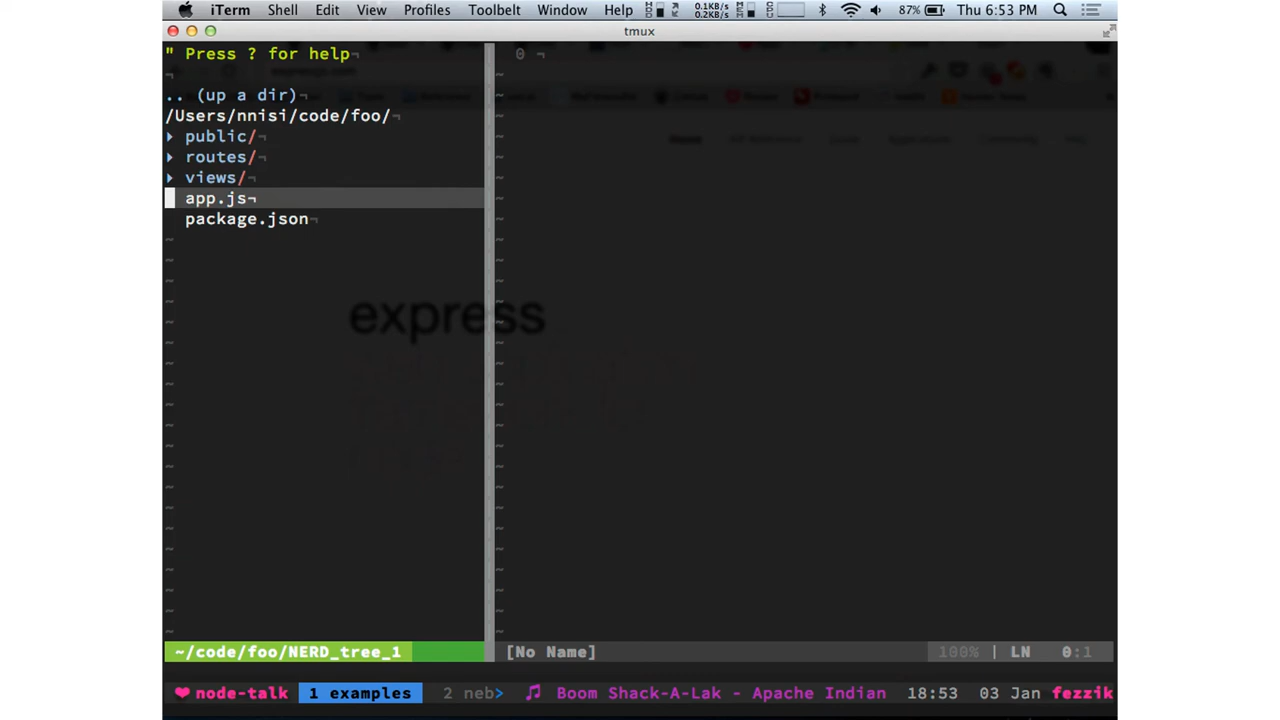 iTerm Shell Edit View Profiles Toolbelt Window Help 0.1KB/s 0.2KB/s 87% Thu 6:53 PM
tmux
" Press ? for help¬
¬
.. (up a dir)¬
/Users/nnisi/code/foo/¬
▸ public/¬
▸ routes/¬
▸ views/¬
app.js¬
package.json¬
0 ¬
express
~/code/foo/NERD_tree_1
[No Name] 100% | LN 0:1
❤ node-talk 1 examples 2 neb> ♫ Boom Shack-A-Lak - Apache Indian 18:53 03 Jan fezzik